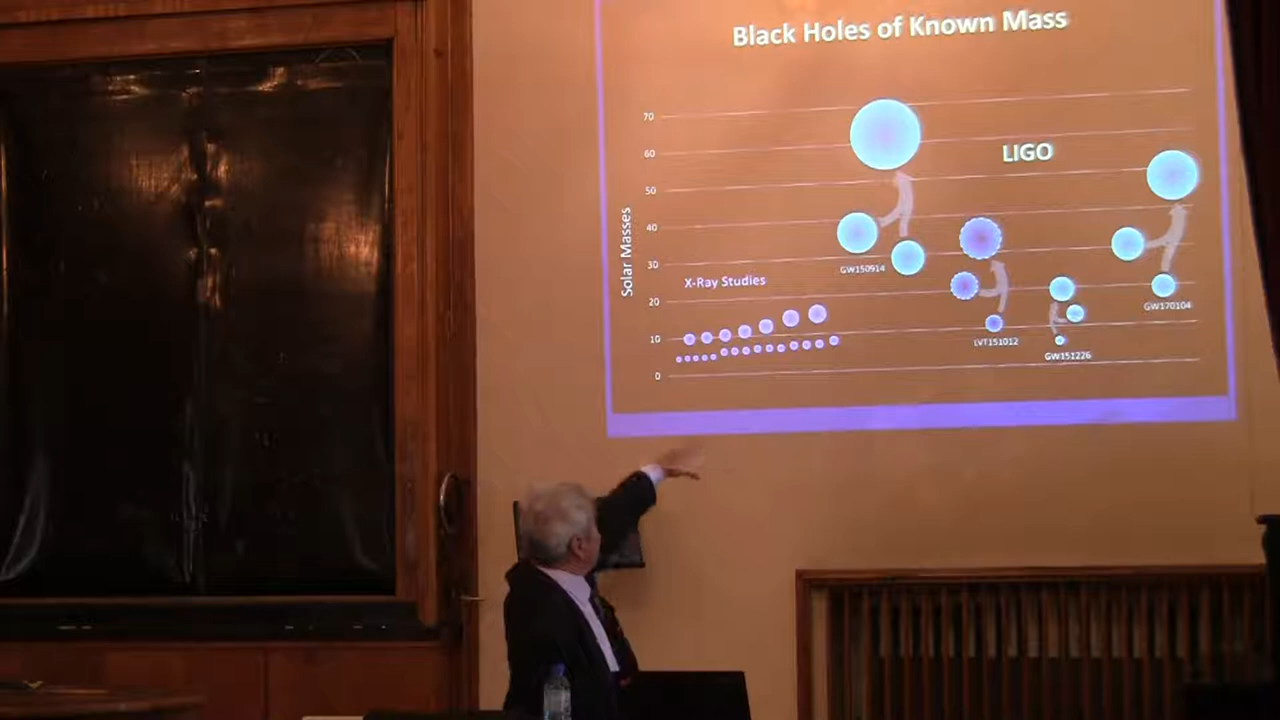 Black Holes of Known Mass
70
60
LIGO
50
Solar Masses
40
GW150914
30
X-Ray Studies
20
GW170104
10
LVT151012
GW151226
0